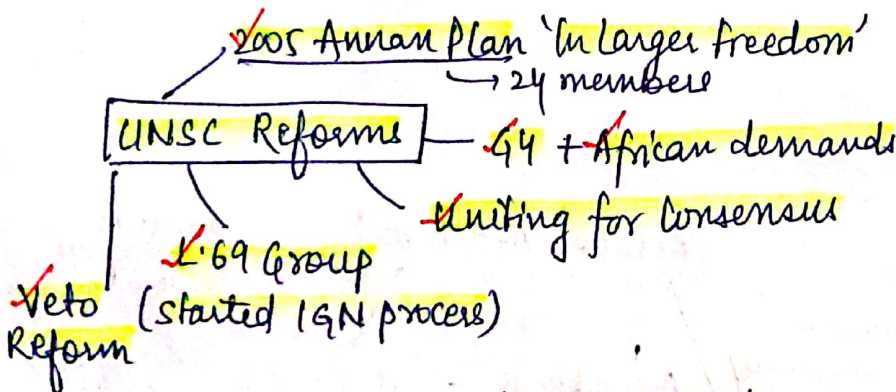 2005 Annan Plan 'In larger freedom'
→ 24 members
UNSC Reforms
G4 + African demands
Uniting for Consensus
L.69 Group
(started IGN process)
Veto
Reform